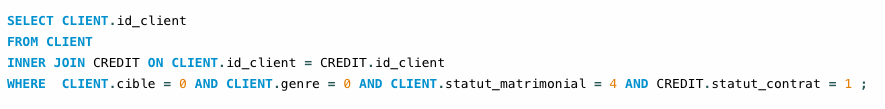 SELECT CLIENT.id_client
FROM CLIENT
INNER JOIN CREDIT ON CLIENT.id_client = CREDIT.id_client
WHERE  CLIENT.cible = 0 AND CLIENT.genre = 0 AND CLIENT.statut_matrimonial = 4 AND CREDIT.statut_contrat = 1 ;